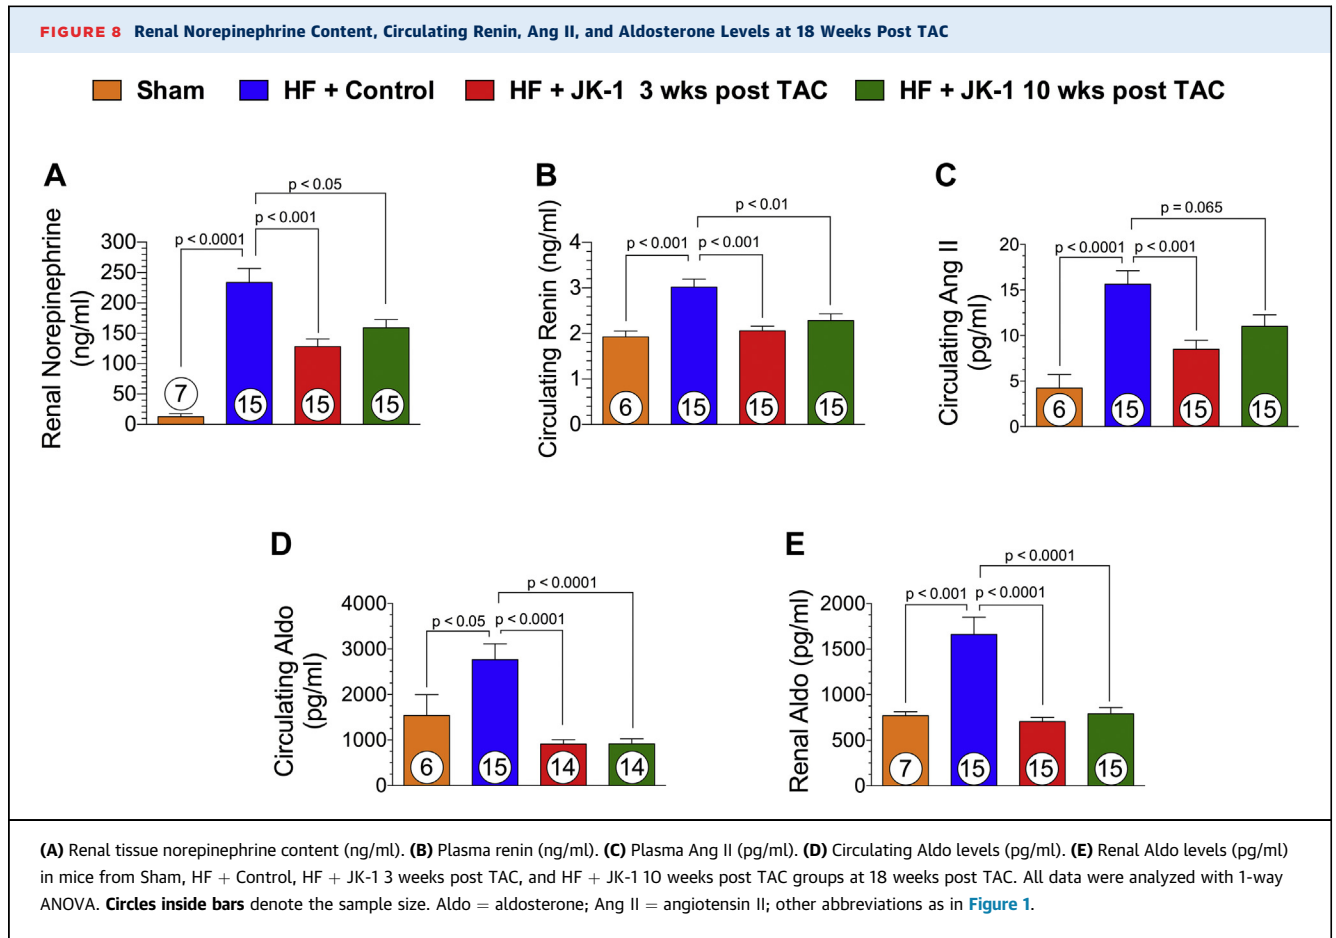 FIGURE 8 Renal Norepinephrine Content, Circulating Renin, Ang II, and Aldosterone Levels at 18 Weeks Post TAC
Sham HF + Control HF + JK-1 3 wks post TAC HF + JK-1 10 wks post TAC
A
Renal Norepinephrine
(ng/ml)
300
250
200
150
100
50
0
p < 0.05
p < 0.001
p < 0.0001
7
15
15
15
B
Circulating Renin (ng/ml)
4
3
2
1
0
p < 0.01
p < 0.001
p < 0.001
6
15
15
15
C
Circulating Ang II
(pg/ml)
20
15
10
5
0
p = 0.065
p < 0.0001
p < 0.001
6
15
15
15
D
Circulating Aldo
(pg/ml)
4000
3000
2000
1000
0
p < 0.0001
p < 0.05
p < 0.0001
6
15
14
14
E
Renal Aldo (pg/ml)
2000
1500
1000
500
0
p < 0.0001
p < 0.001
p < 0.0001
7
15
15
15
(A) Renal tissue norepinephrine content (ng/ml). (B) Plasma renin (ng/ml). (C) Plasma Ang II (pg/ml). (D) Circulating Aldo levels (pg/ml). (E) Renal Aldo levels (pg/ml)
in mice from Sham, HF + Control, HF + JK-1 3 weeks post TAC, and HF + JK-1 10 weeks post TAC groups at 18 weeks post TAC. All data were analyzed with 1-way
ANOVA. Circles inside bars denote the sample size. Aldo = aldosterone; Ang II = angiotensin II; other abbreviations as in Figure 1.